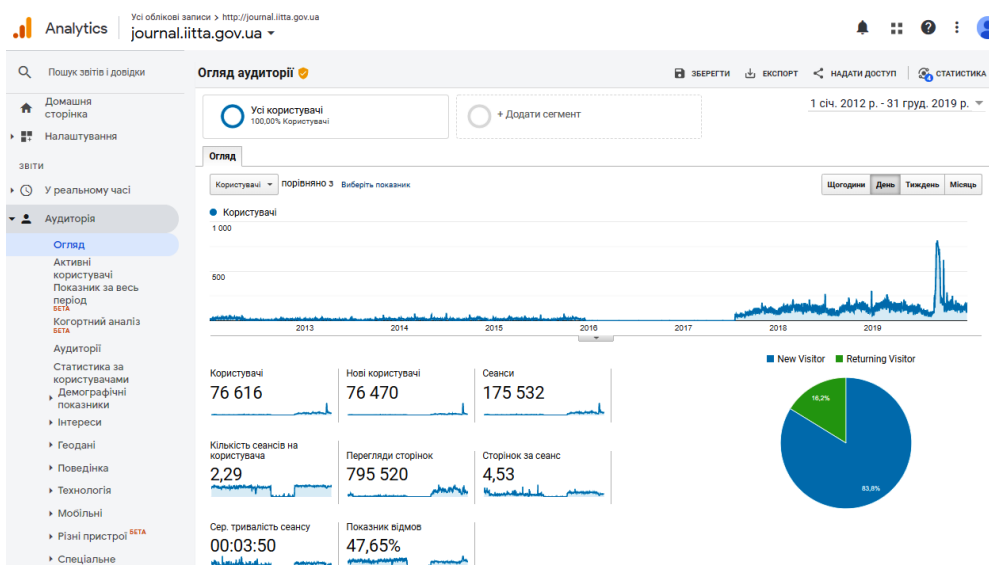 Analytics
Усі облікові записи > http://journal.iitta.gov.ua
journal.iitta.gov.ua
Пошук звітів і довідки
Домашня
сторінка
Налаштування
ЗВІТИ
У реальному часі
Аудиторія
Огляд
Активні
користувачі
Показник за весь
період
БЕТА
Когортний аналіз
БЕТА
Аудиторії
Статистика за
користувачами
Демографічні
показники
Інтереси
Геодані
Поведінка
Технологія
Мобільні
Різні пристрої БЕТА
Спеціальне
Огляд аудиторії
ЗБЕРЕГТИ
ЕКСПОРТ
НАДАТИ ДОСТУП
4
СТАТИСТИКА
Усі користувачі
100,00% Користувачі
+ Додати сегмент
1 січ. 2012 р. - 31 груд. 2019 р.
Огляд
Користувачі порівняно з Виберіть показник
Щогодини День Тиждень Місяць
Користувачі
1 000
500
2013 2014 2015 2016 2017 2018 2019
New Visitor Returning Visitor
16,2%
83,8%
Користувачі
76 616
Нові користувачі
76 470
Сеанси
175 532
Кількість сеансів на
користувача
2,29
Перегляди сторінок
795 520
Сторінок за сеанс
4,53
Сер. тривалість сеансу
00:03:50
Показник відмов
47,65%